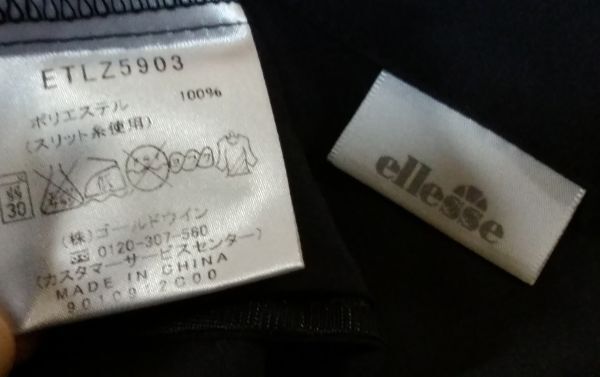 ETLZ5903
ポリエステル 100%
(スリット糸使用)
(株)ゴールドウイン
0120-307-560
(カスタマーサービスセンター)
MADE IN CHINA
90109 2000
ellesse